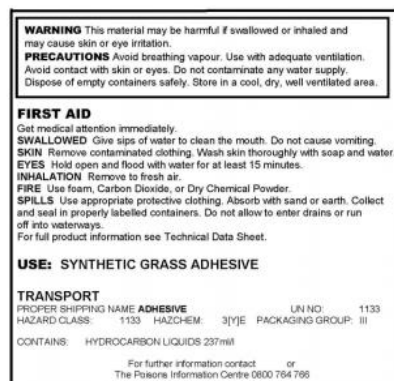 WARNING This material may be harmful if swallowed or inhaled and
may cause skin or eye irritation.
PRECAUTIONS Avoid breathing vapour. Use with adequate ventilation.
Avoid contact with skin or eyes. Do not contaminate any water supply.
Dispose of empty containers safely. Store in a cool, dry, well ventilated area.
FIRST AID
Get medical attention immediately.
SWALLOWED Give sips of water to clean the mouth. Do not cause vomiting.
SKIN Remove contaminated clothing. Wash skin thoroughly with soap and water
EYES Hold open and flood with water for at least 15 minutes.
INHALATION Remove to fresh air.
FIRE Use foam, Carbon Dioxide, or Dry Chemical Powder.
SPILLS Use appropriate protective clothing. Absorb with sand or earth. Collect
and seal in properly labelled containers. Do not allow to enter drains or run
off into waterways.
For full product information see Technical Data Sheet.
USE: SYNTHETIC GRASS ADHESIVE
TRANSPORT
PROPER SHIPPING NAME ADHESIVE UN NO: 1133
HAZARD CLASS: 1133 HAZCHEM: 3[Y]E PACKAGING GROUP: III
CONTAINS: HYDROCARBON LIQUIDS 237ml/l
For further information contact or
The Poisons Information Centre 0800 764 766